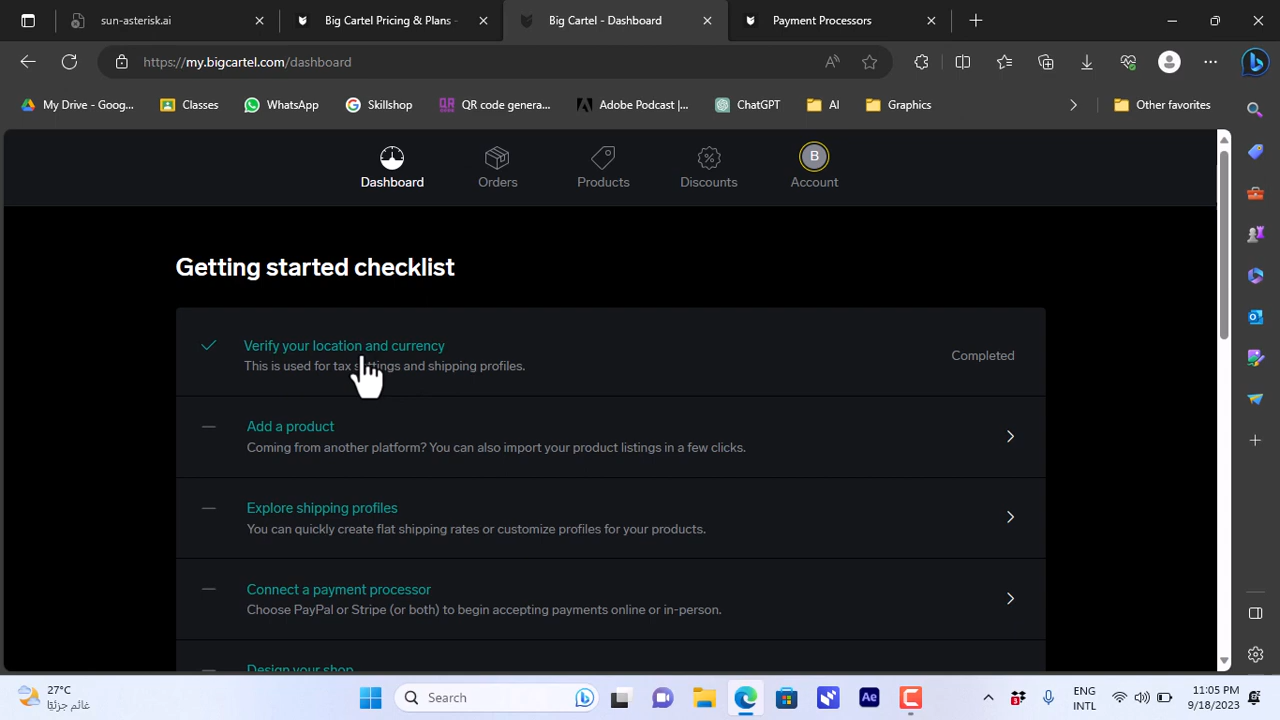 sun-asterisk.ai
Big Cartel Pricing & Plans -
Big Cartel - Dashboard
Payment Processors
https://my.bigcartel.com/dashboard
My Drive - Goog...
Classes
WhatsApp
Skillshop
QR code genera...
Adobe Podcast |...
ChatGPT
AI
Graphics
Other favorites
Dashboard
Orders
Products
Discounts
B
Account
Getting started checklist
Verify your location and currency
This is used for tax settings and shipping profiles.
Completed
Add a product
Coming from another platform? You can also import your product listings in a few clicks.
Explore shipping profiles
You can quickly create flat shipping rates or customize profiles for your products.
Connect a payment processor
Choose PayPal or Stripe (or both) to begin accepting payments online or in-person.
Design your shop
27°C
غائم جزئيًا
Search
Ae
ENG
INTL
11:05 PM
9/18/2023